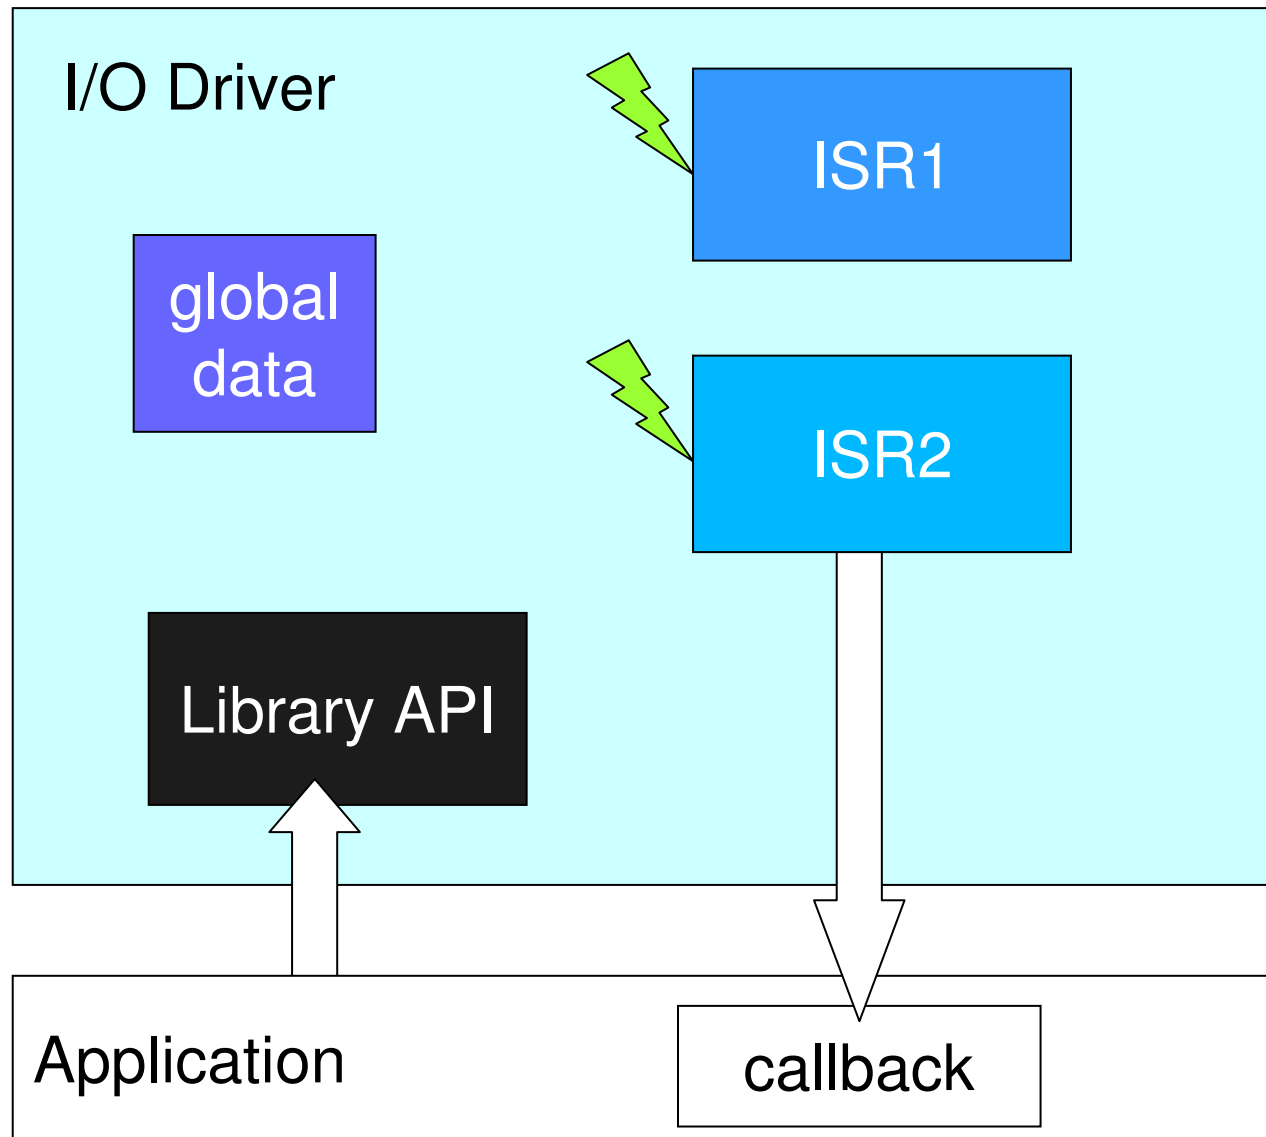 I/O Driver
ISR1
global
data
ISR2
Library API
Application
callback